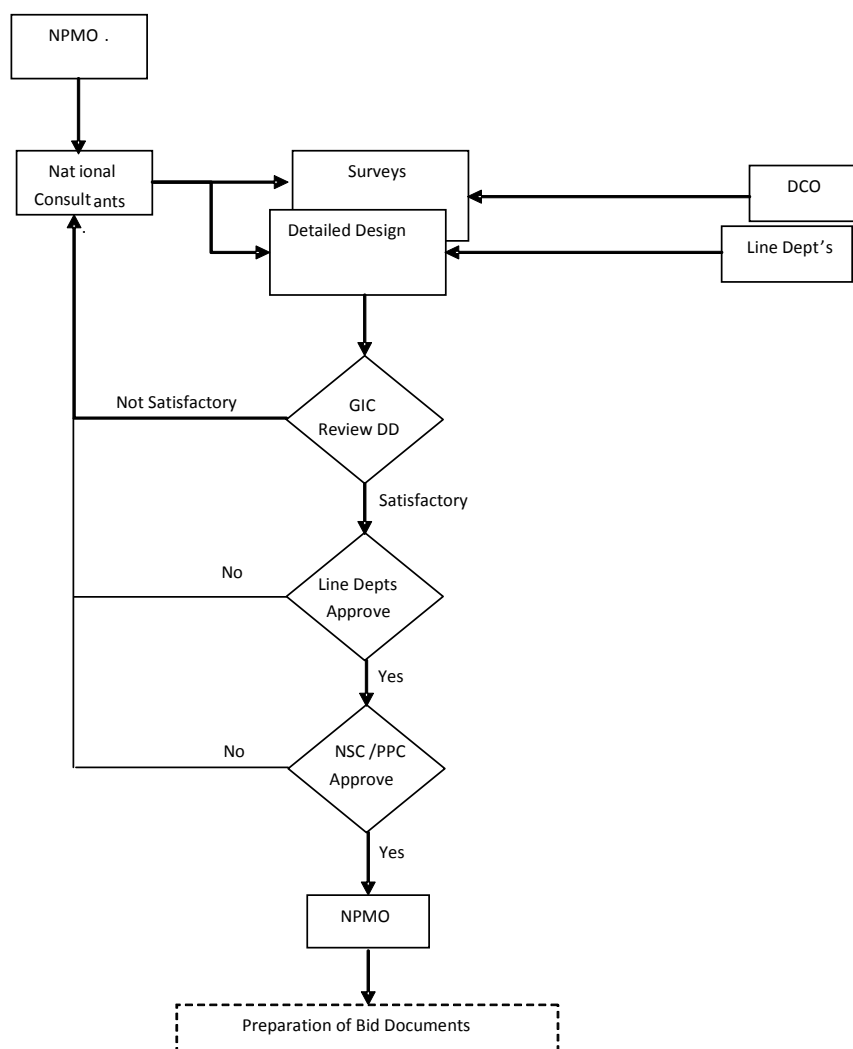 NPMO .
National
Consultants
.
Surveys
DCO
Detailed Design
Line Dept's
Not Satisfactory
GIC
Review DD
Satisfactory
No
Line Depts
Approve
Yes
No
NSC /PPC
Approve
Yes
NPMO
Preparation of Bid Documents